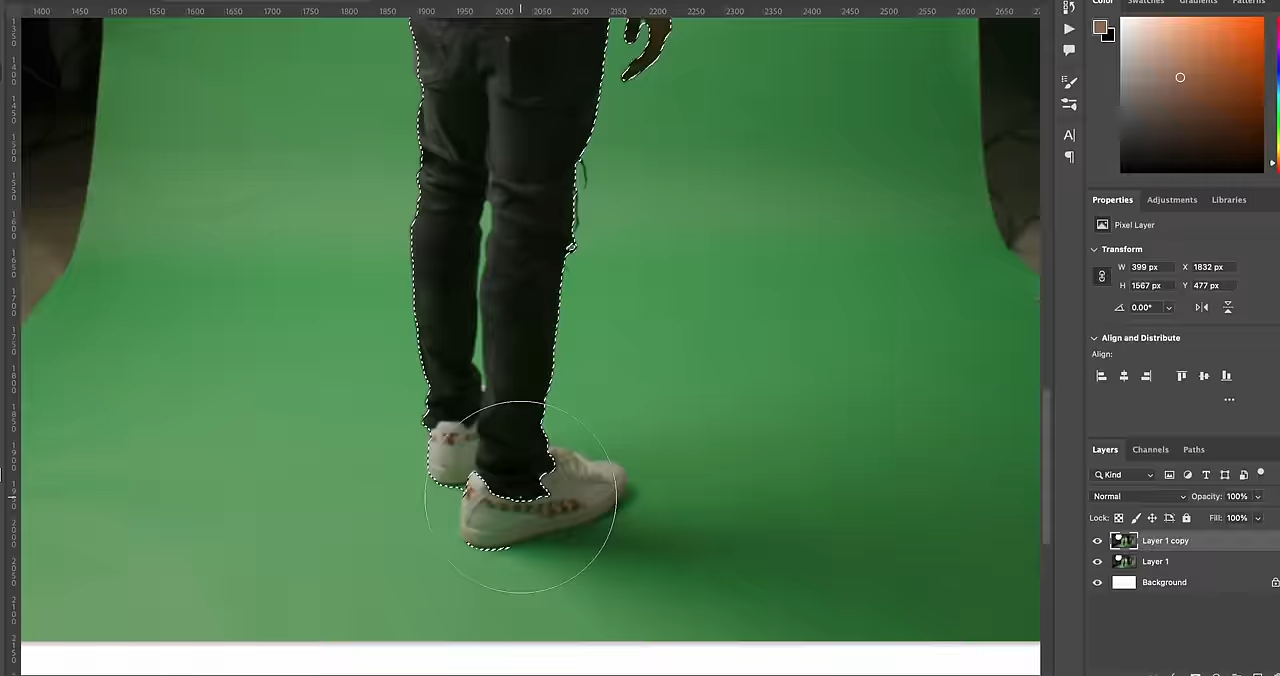 1400 1450 1500 1550 1600 1650 1700 1750 1800 1850 1900 1950 2000 2050 2100 2150 2200 2250 2300 2350 2400 2450 2500 2550 2600 2650
Color Swatches Gradients Patterns
Properties Adjustments Libraries
Pixel Layer
Transform
W 399 px X 1832 px
H 1567 px Y 477 px
0.00°
Align and Distribute
Align:
Layers Channels Paths
Kind
Normal Opacity: 100%
Lock: Fill: 100%
Layer 1 copy
Layer 1
Background